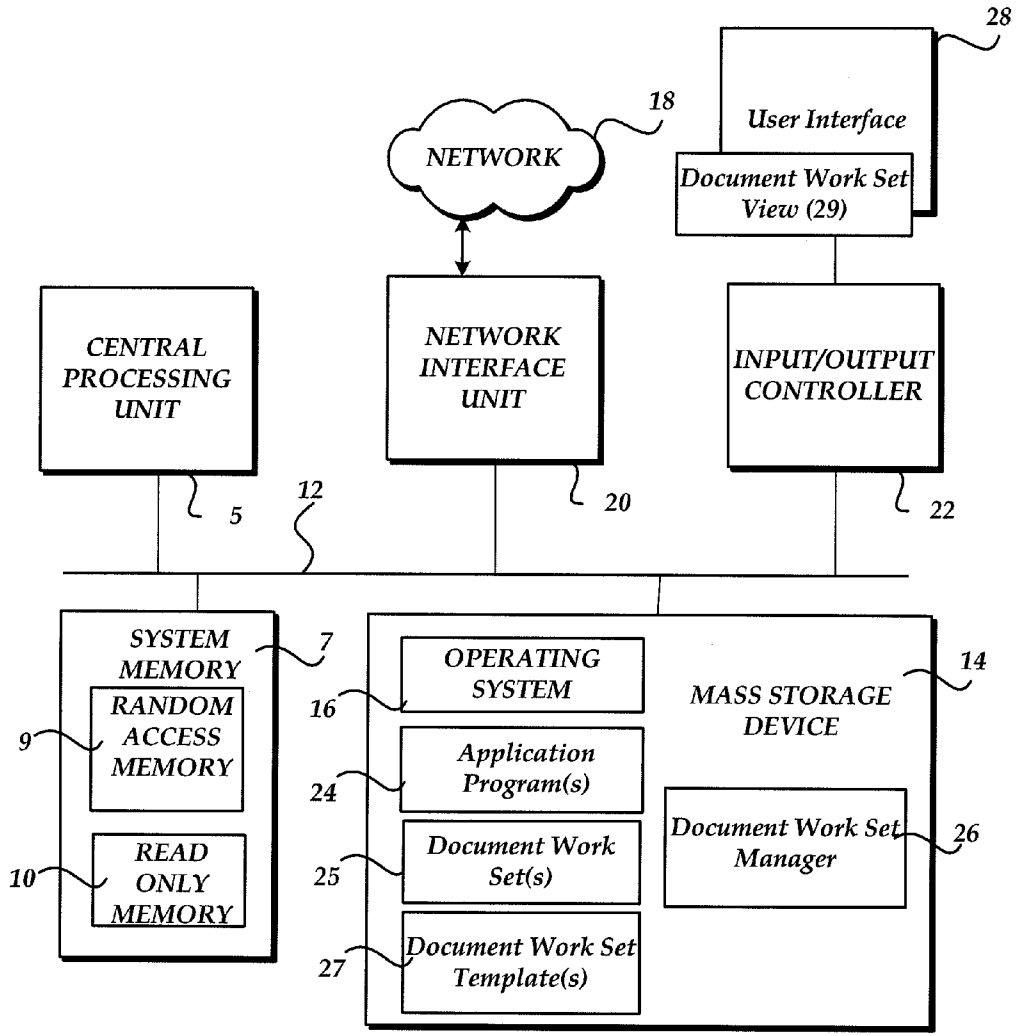 28
User Interface
18
NETWORK
Document Work Set
View (29)
CENTRAL
PROCESSING
UNIT
NETWORK
INTERFACE
UNIT
INPUT/OUTPUT
CONTROLLER
5
12
20
22
SYSTEM
MEMORY
7
RANDOM
ACCESS
MEMORY
9
READ
ONLY
MEMORY
10
OPERATING
SYSTEM
16
MASS STORAGE
DEVICE
14
Application
Program(s)
24
Document Work
Set(s)
25
Document Work Set
Manager
26
Document Work Set
Template(s)
27